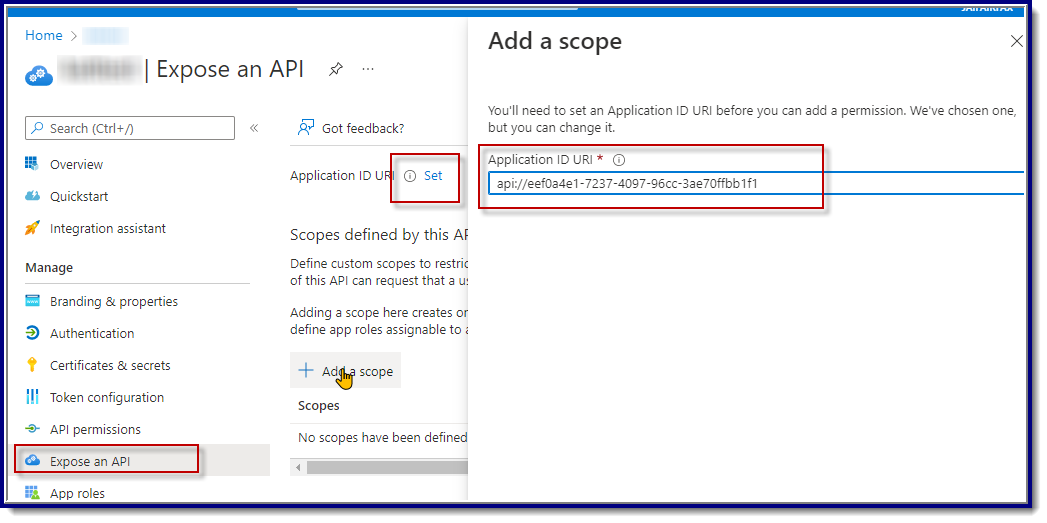 Home >
| Expose an API
...
Search (Ctrl+/)
«
Overview
Quickstart
Integration assistant
Manage
Branding & properties
Authentication
Certificates & secrets
Token configuration
API permissions
Expose an API
App roles
Got feedback?
Application ID URI Set
Scopes defined by this AP
Define custom scopes to restric
of this API can request that a us
Adding a scope here creates on
define app roles assignable to a
+ Add a scope
Scopes
No scopes have been defined
Add a scope
You'll need to set an Application ID URI before you can add a permission. We've chosen one,
but you can change it.
Application ID URI *
api://eef0a4e1-7237-4097-96cc-3ae70ffbb1f1